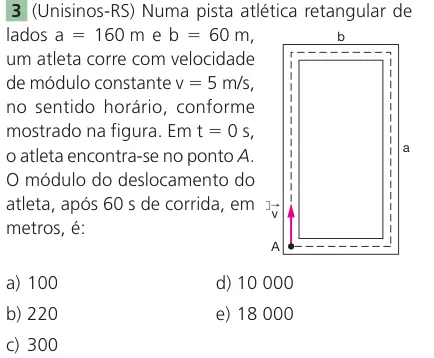 3 (Unisinos-RS) Numa pista atlética retangular de
lados a = 160 m e b = 60 m,
um atleta corre com velocidade
de módulo constante v = 5 m/s,
no sentido horário, conforme
mostrado na figura. Em t = 0 s,
o atleta encontra-se no ponto A.
O módulo do deslocamento do
atleta, após 60 s de corrida, em
metros, é:
b
a
v
A
a) 100
b) 220
c) 300
d) 10 000
e) 18 000